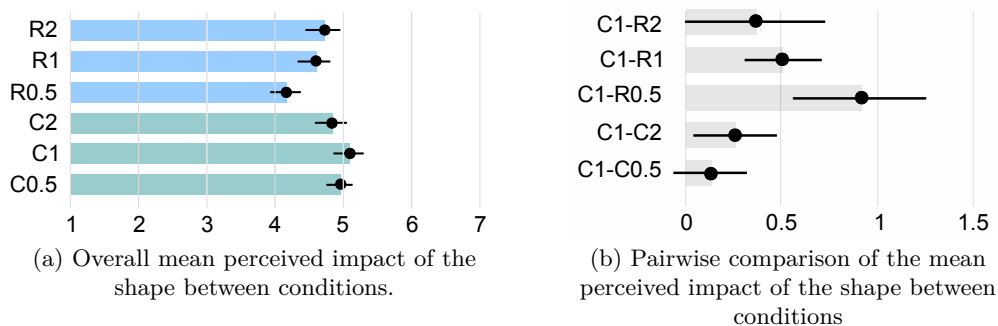 R2
R1
R0.5
C2
C1
C0.5
1 2 3 4 5 6 7
(a) Overall mean perceived impact of the
shape between conditions.
C1-R2
C1-R1
C1-R0.5
C1-C2
C1-C0.5
0 0.5 1 1.5
(b) Pairwise comparison of the mean
perceived impact of the shape between
conditions